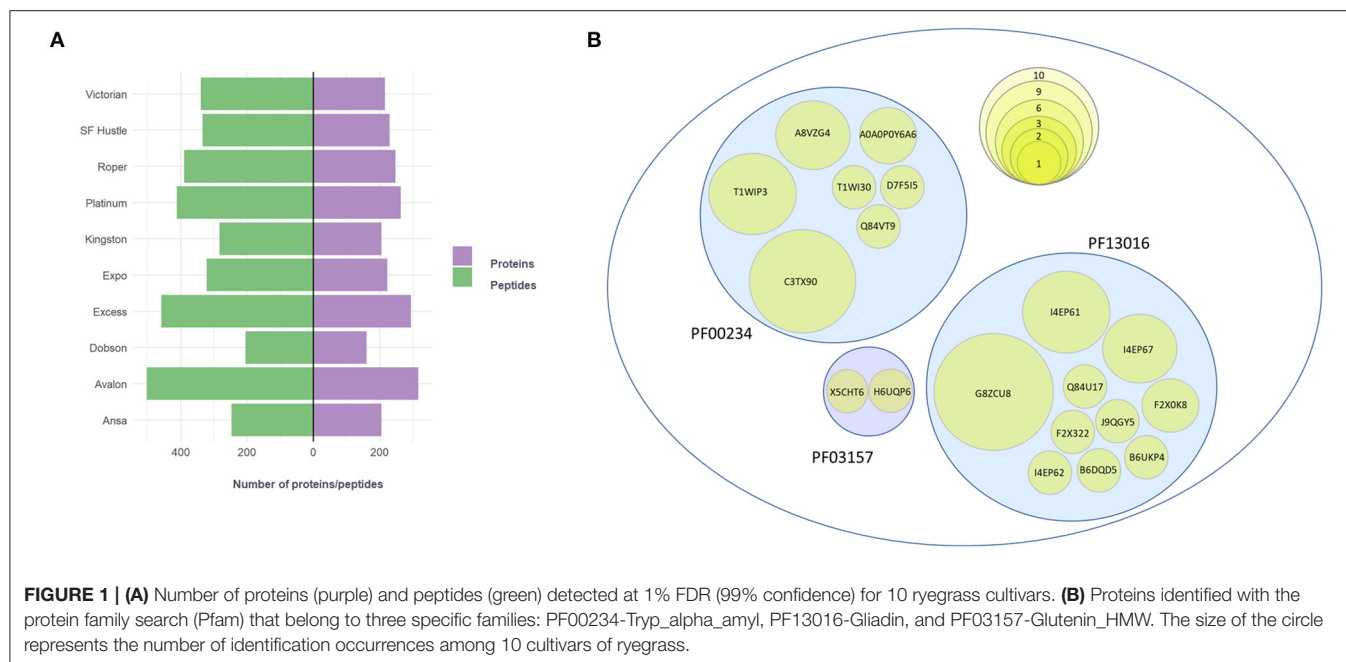 A
B
Victorian
SF Hustle
Roper
Platinum
Kingston
Expo
Excess
Dobson
Avalon
Ansa
400
200
0
200
Number of proteins/peptides
Proteins
Peptides
10
9
6
3
2
1
A8VZG4
A0A0P0Y6A6
T1WIP3
T1WI30
D7F5I5
Q84VT9
C3TX90
PF00234
PF13016
I4EP61
I4EP67
G8ZCU8
Q84U17
F2X0K8
J9QGY5
F2X322
B6UKP4
I4EP62
B6DQD5
X5CHT6
H6UQP6
PF03157
FIGURE 1 | (A) Number of proteins (purple) and peptides (green) detected at 1% FDR (99% confidence) for 10 ryegrass cultivars. (B) Proteins identified with the
protein family search (Pfam) that belong to three specific families: PF00234-Tryp_alpha_amyl, PF13016-Gliadin, and PF03157-Glutenin_HMW. The size of the circle
represents the number of identification occurrences among 10 cultivars of ryegrass.